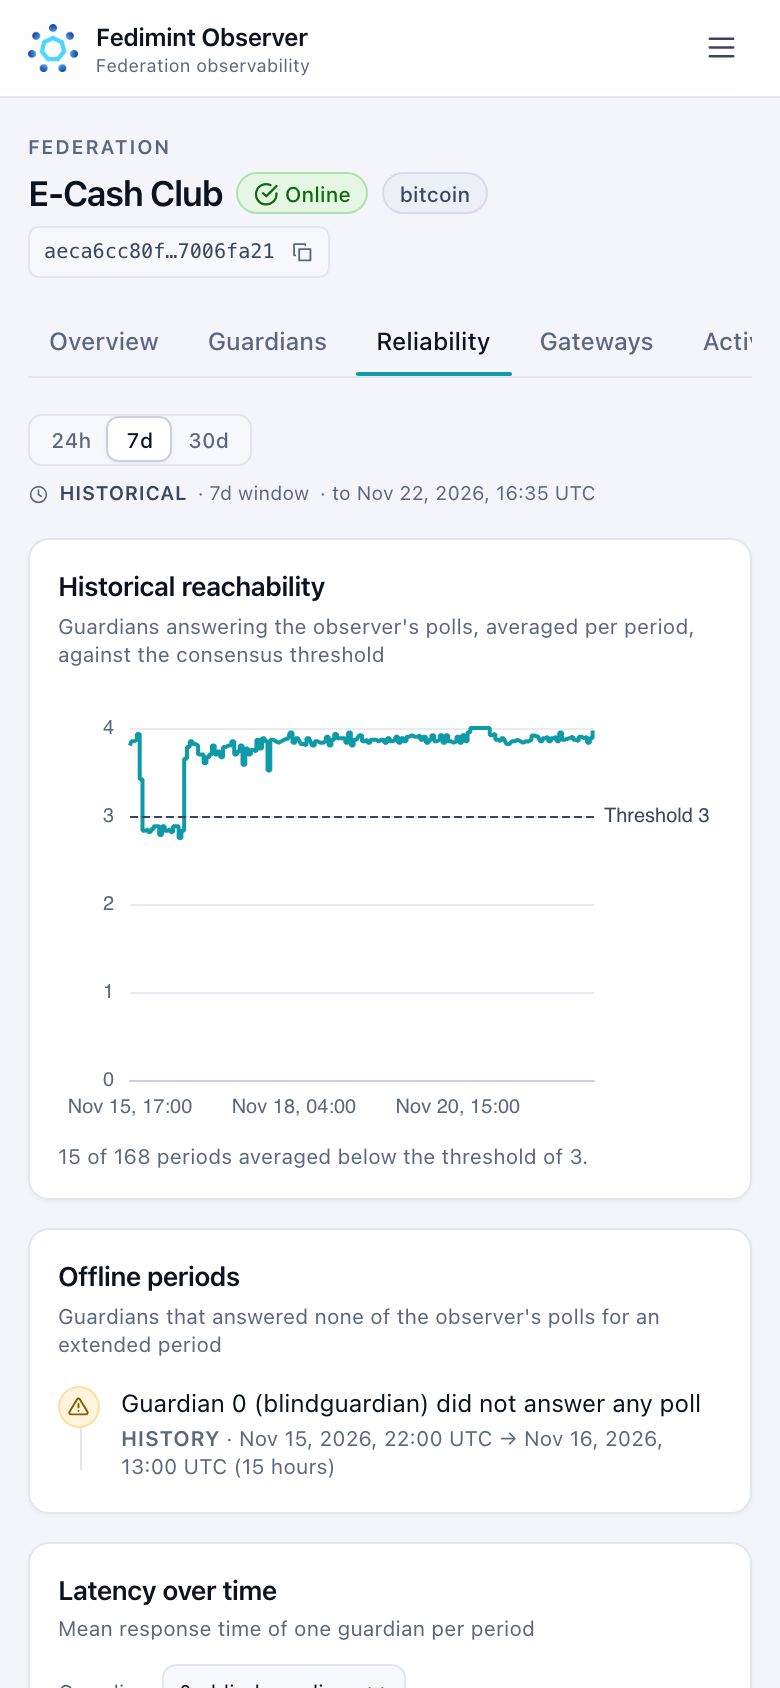 Fedimint Observer
Federation observability
FEDERATION
E-Cash Club
Online
bitcoin
aeca6cc80f…7006fa21
Overview
Guardians
Reliability
Gateways
Acti
24h
7d
30d
HISTORICAL · 7d window · to Nov 22, 2026, 16:35 UTC
Historical reachability
Guardians answering the observer's polls, averaged per period,
against the consensus threshold
4
3
Threshold 3
2
1
0
Nov 15, 17:00
Nov 18, 04:00
Nov 20, 15:00
15 of 168 periods averaged below the threshold of 3.
Offline periods
Guardians that answered none of the observer's polls for an
extended period
Guardian 0 (blindguardian) did not answer any poll
HISTORY · Nov 15, 2026, 22:00 UTC → Nov 16, 2026,
13:00 UTC (15 hours)
Latency over time
Mean response time of one guardian per period